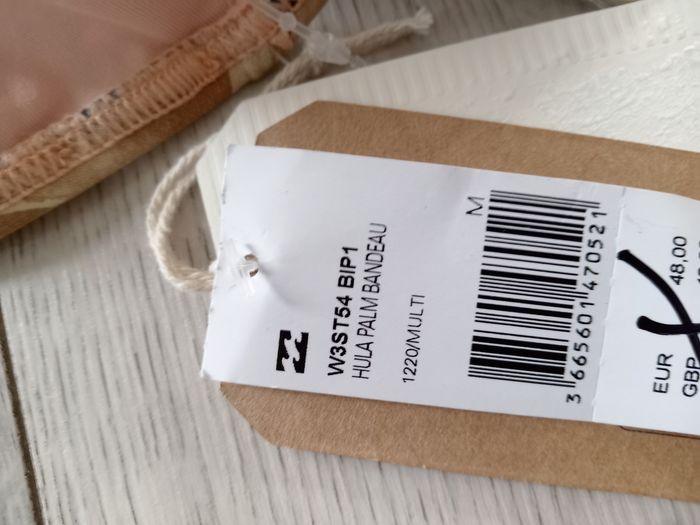 W3ST54 BIP1
HULA PALM BANDEAU
1220/MULTI
M
3 665601 470521
EUR 48,00
GBP